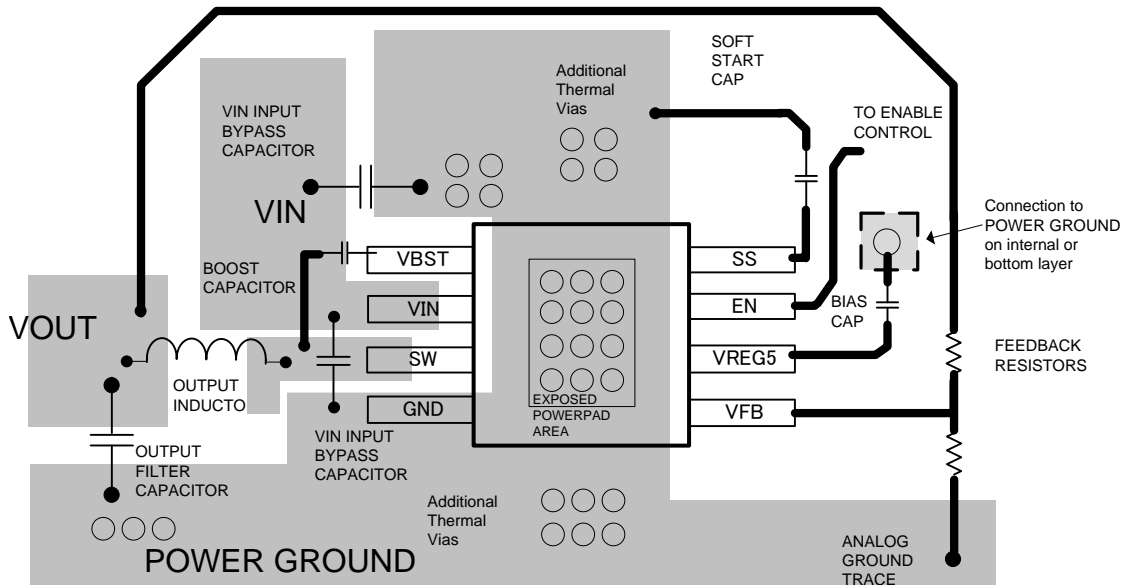 SOFT
START
CAP
Additional
Thermal
Vias
VIN INPUT
BYPASS
CAPACITOR
TO ENABLE
CONTROL
VIN
Connection to
POWER GROUND
on internal or
bottom layer
BOOST
CAPACITOR
VBST
SS
VIN
EN
BIAS
CAP
VOUT
SW
VREG5
FEEDBACK
RESISTORS
OUTPUT
INDUCTO
GND
EXPOSED
POWERPAD
AREA
VFB
VIN INPUT
BYPASS
CAPACITOR
OUTPUT
FILTER
CAPACITOR
Additional
Thermal
Vias
POWER GROUND
ANALOG
GROUND
TRACE